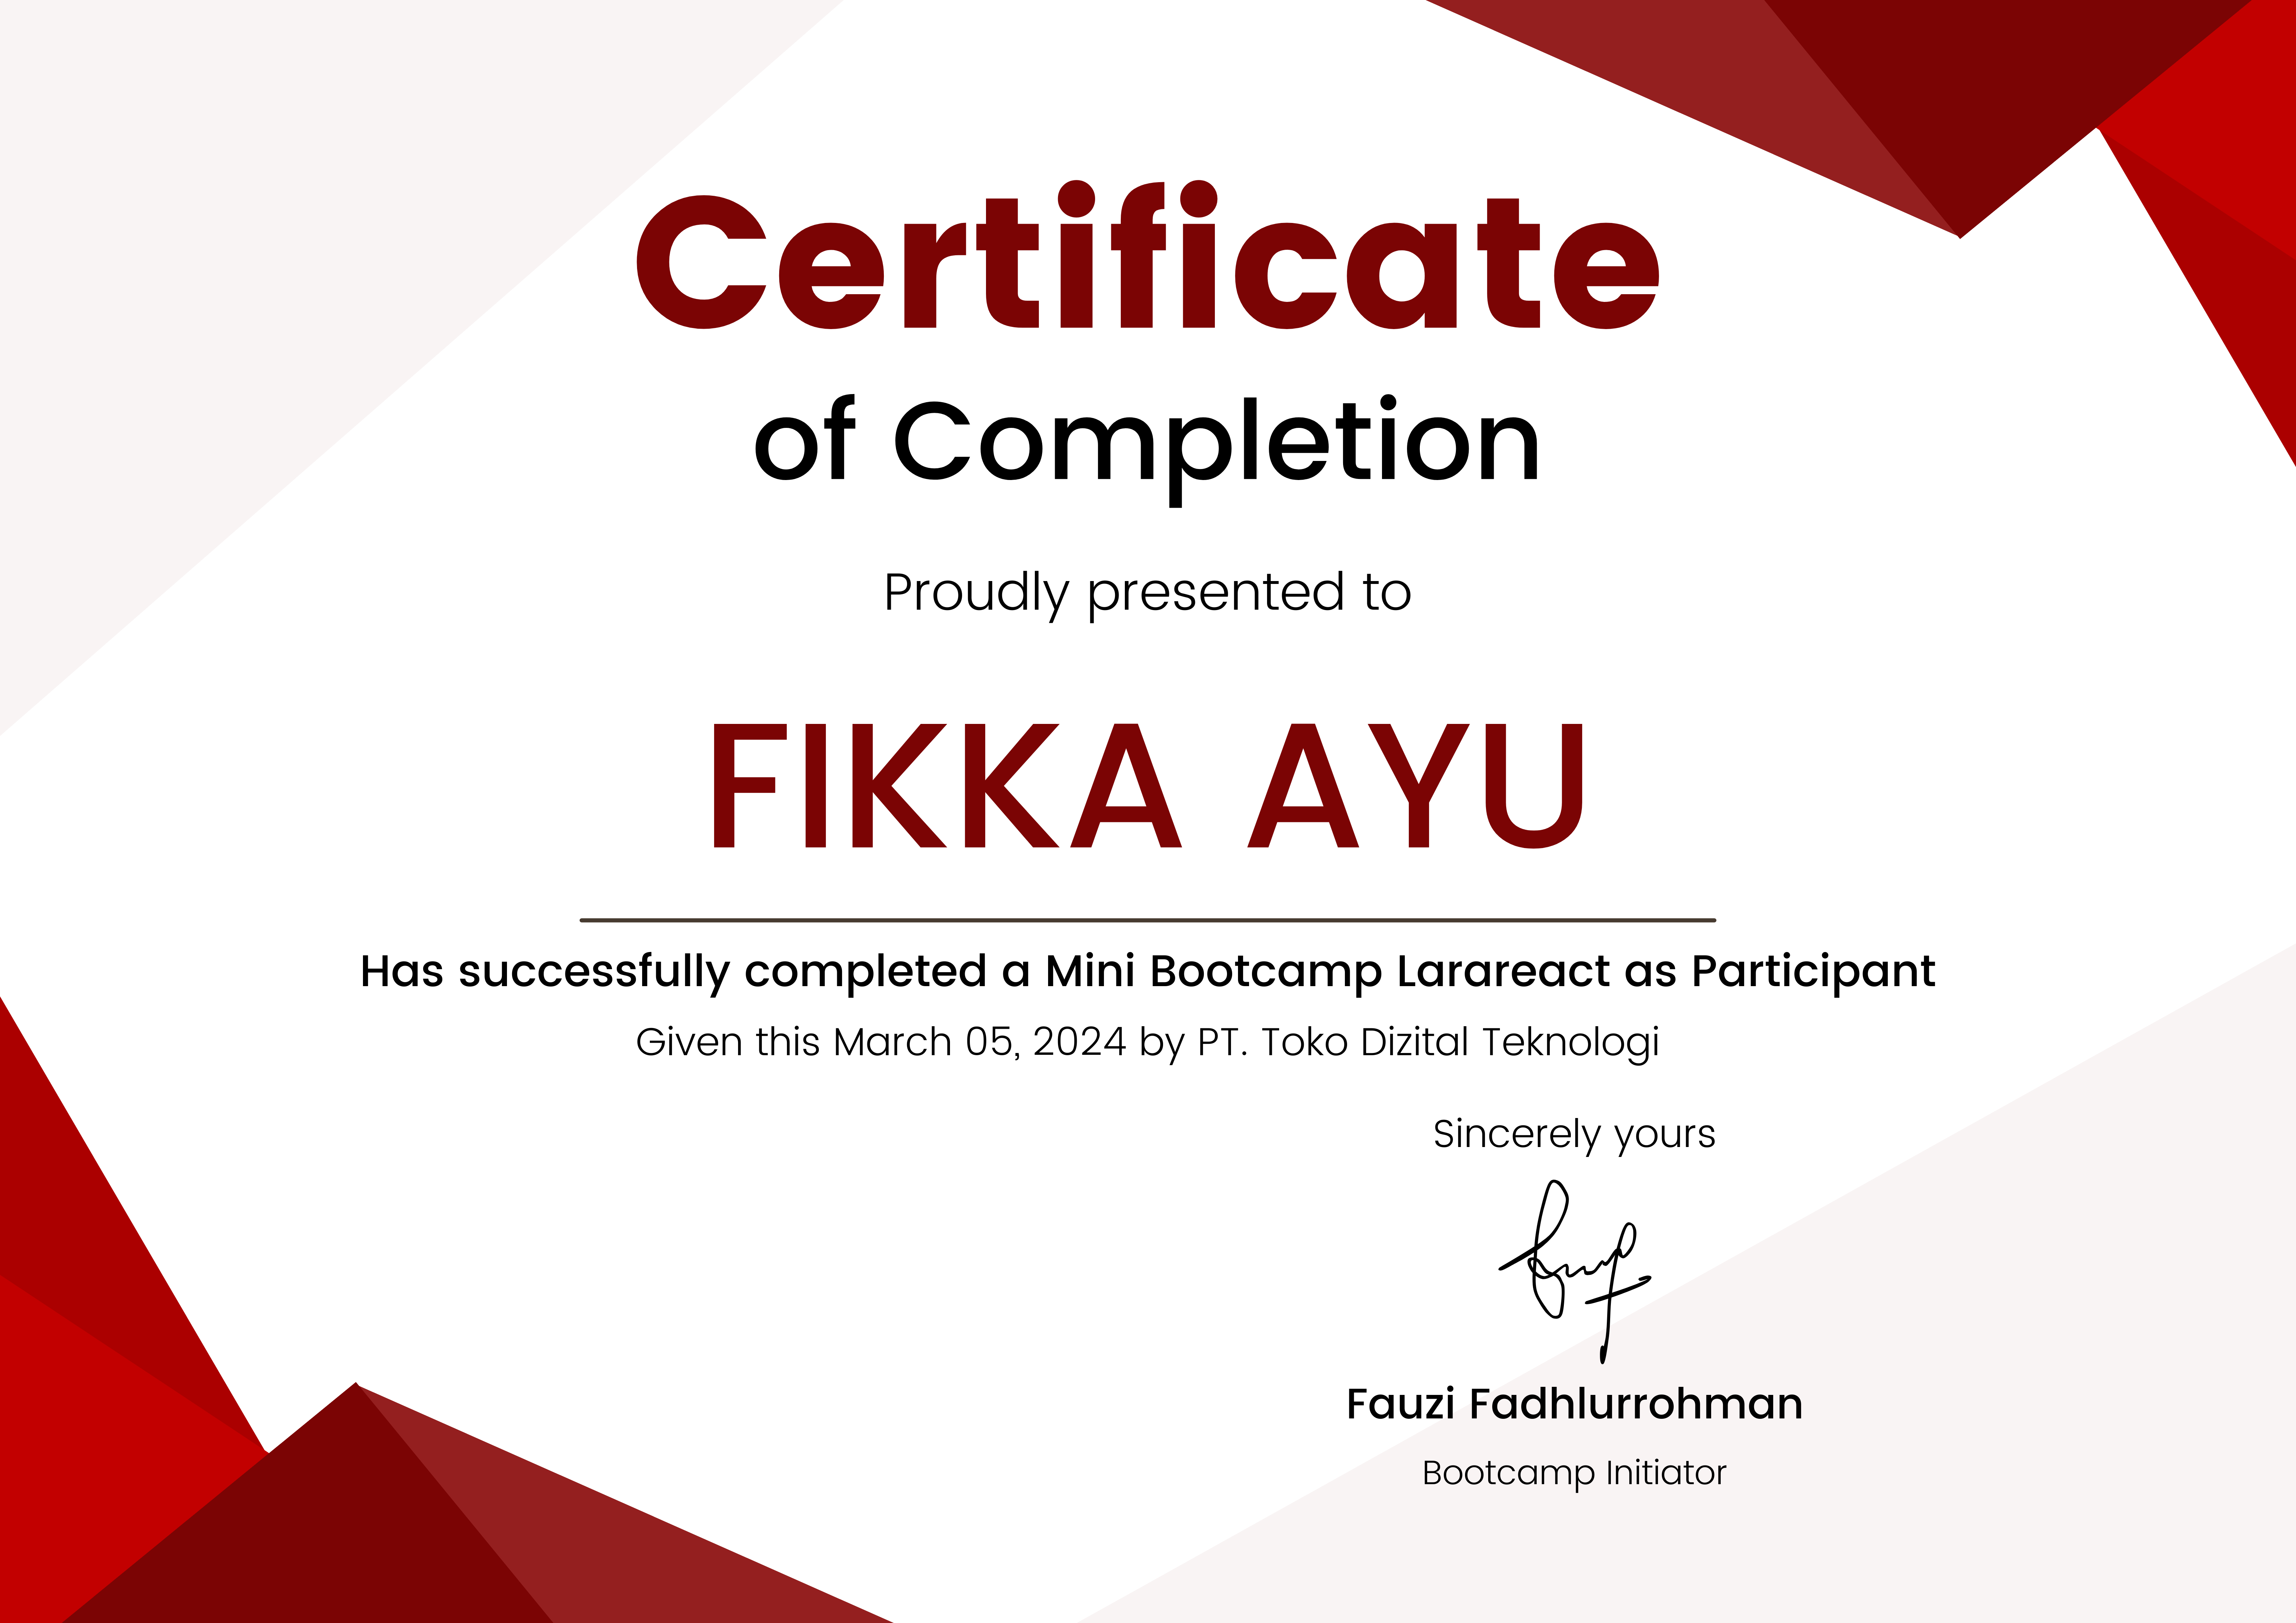 Certificate
of Completion
Proudly presented to
FIKKA AYU
Has successfully completed a Mini Bootcamp Larareact as Participant
Given this March 05, 2024 by PT. Toko Dizital Teknologi
Sincerely yours
Fauzi Fadhlurrohman
Bootcamp Initiator